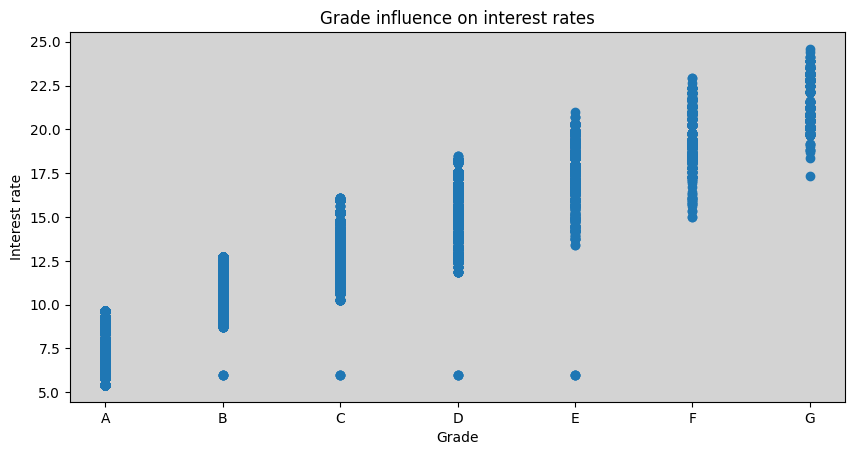 Grade influence on interest rates
25.0
22.5
20.0
17.5
15.0
12.5
10.0
7.5
5.0
Interest rate
A B C D E F G
Grade